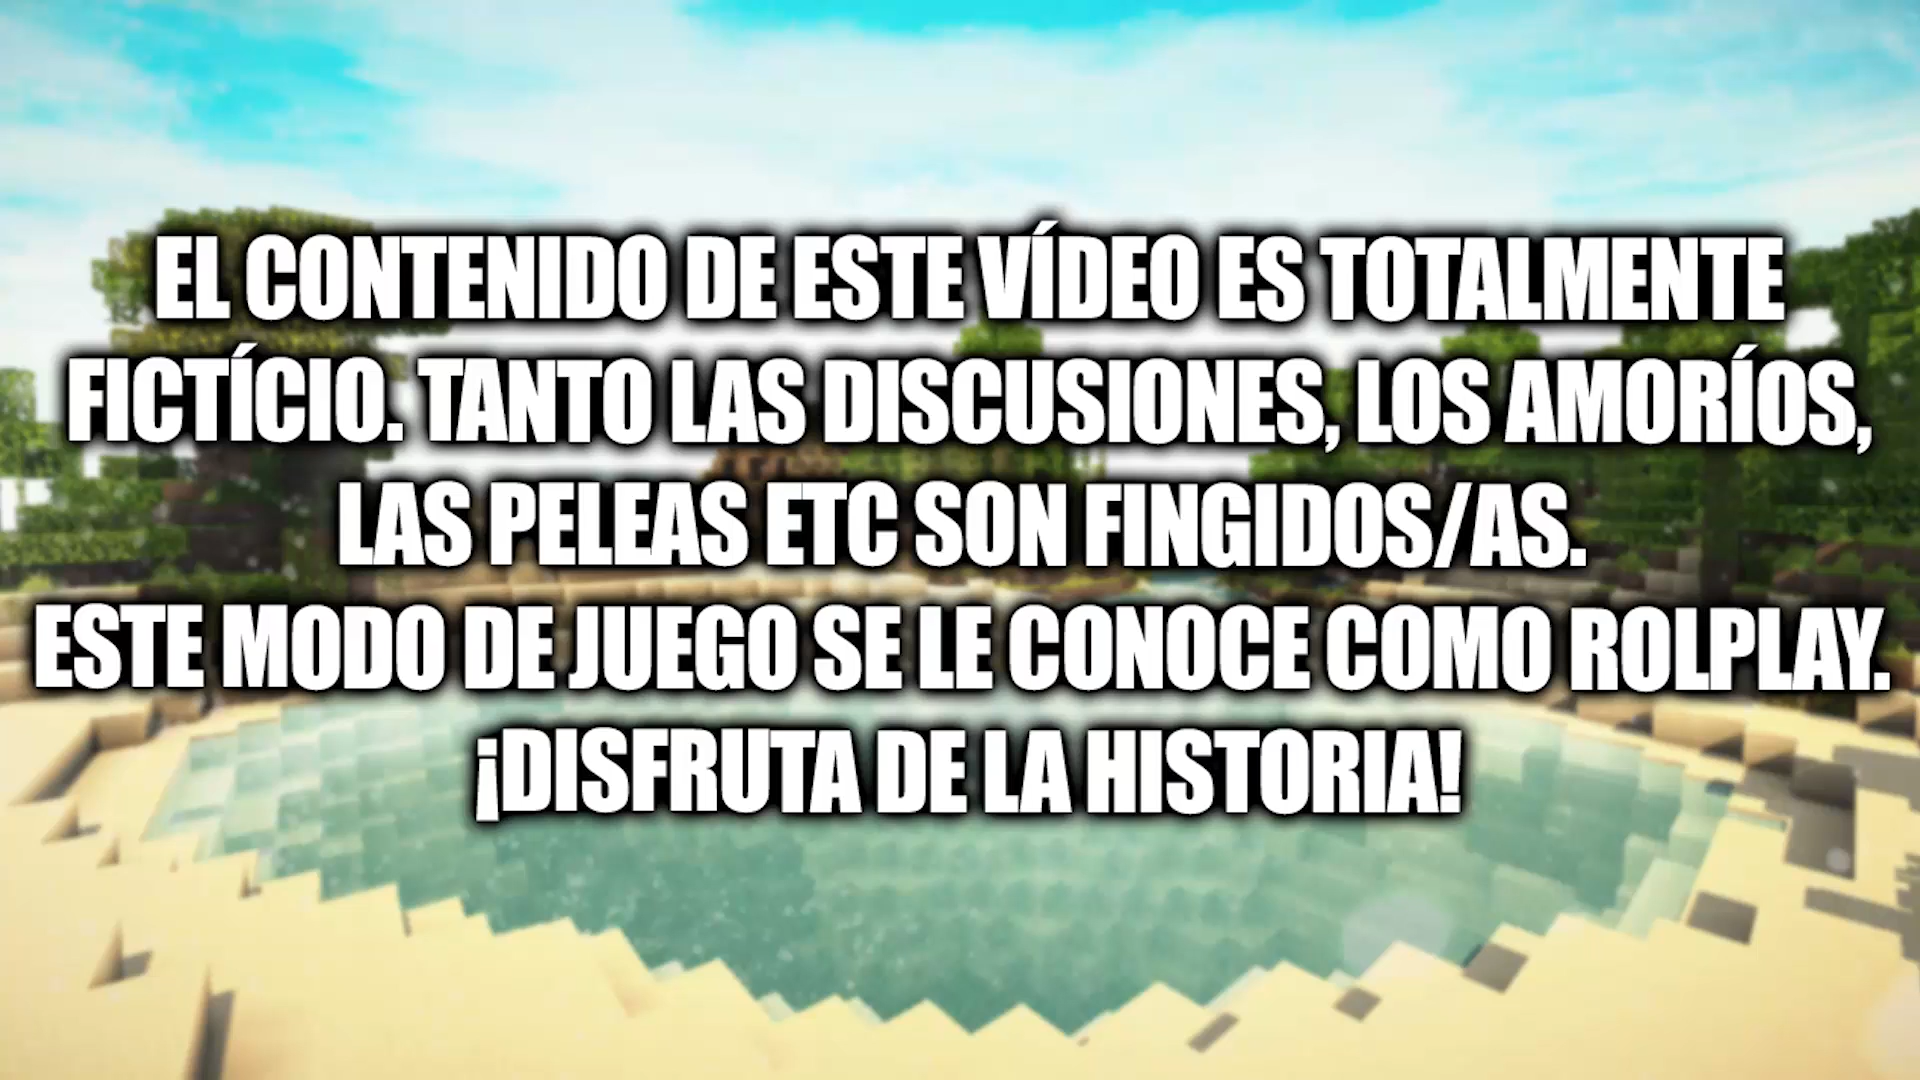 EL CONTENIDO DE ESTE VÍDEO ES TOTALMENTE
FICTÍCIO. TANTO LAS DISCUSIONES, LOS AMORÍOS,
LAS PELEAS ETC SON FINGIDOS/AS.
ESTE MODO DE JUEGO SE LE CONOCE COMO ROLPLAY.
¡DISFRUTA DE LA HISTORIA!